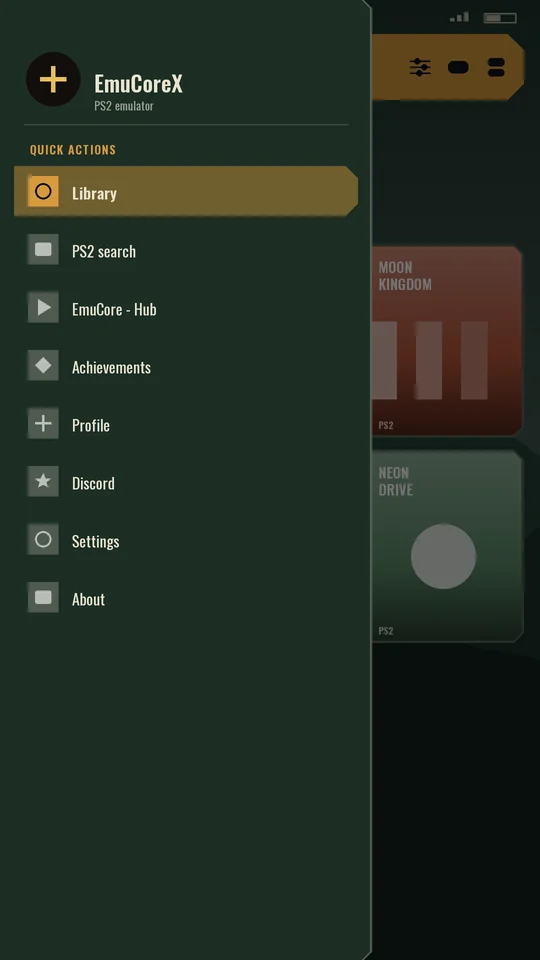 EmuCoreX
PS2 emulator
QUICK ACTIONS
Library
PS2 search
EmuCore - Hub
Achievements
Profile
Discord
Settings
About
MOON
KINGDOM
PS2
NEON
DRIVE
PS2